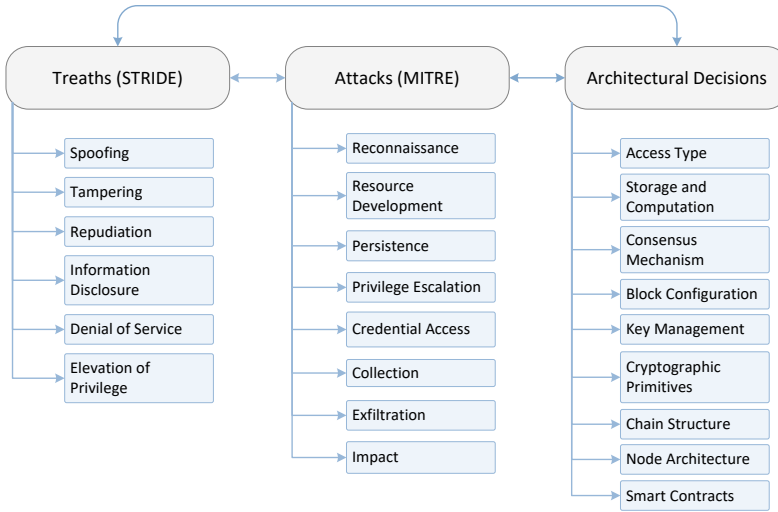 Treaths (STRIDE)
Spoofing
Tampering
Repudiation
Information
Disclosure
Denial of Service
Elevation of
Privilege
Attacks (MITRE)
Reconnaissance
Resource
Development
Persistence
Privilege Escalation
Credential Access
Collection
Exfiltration
Impact
Architectural Decisions
Access Type
Storage and
Computation
Consensus
Mechanism
Block Configuration
Key Management
Cryptographic
Primitives
Chain Structure
Node Architecture
Smart Contracts